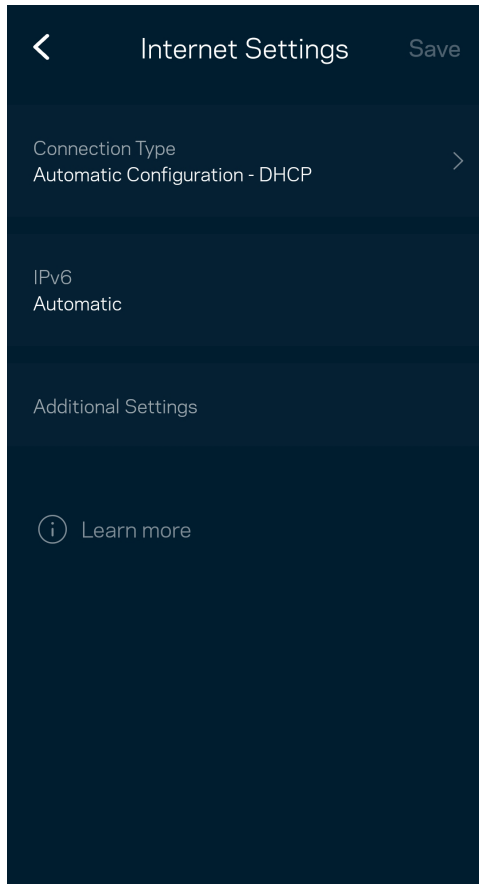 Internet Settings Save
Connection Type
Automatic Configuration - DHCP
IPv6
Automatic
Additional Settings
Learn more